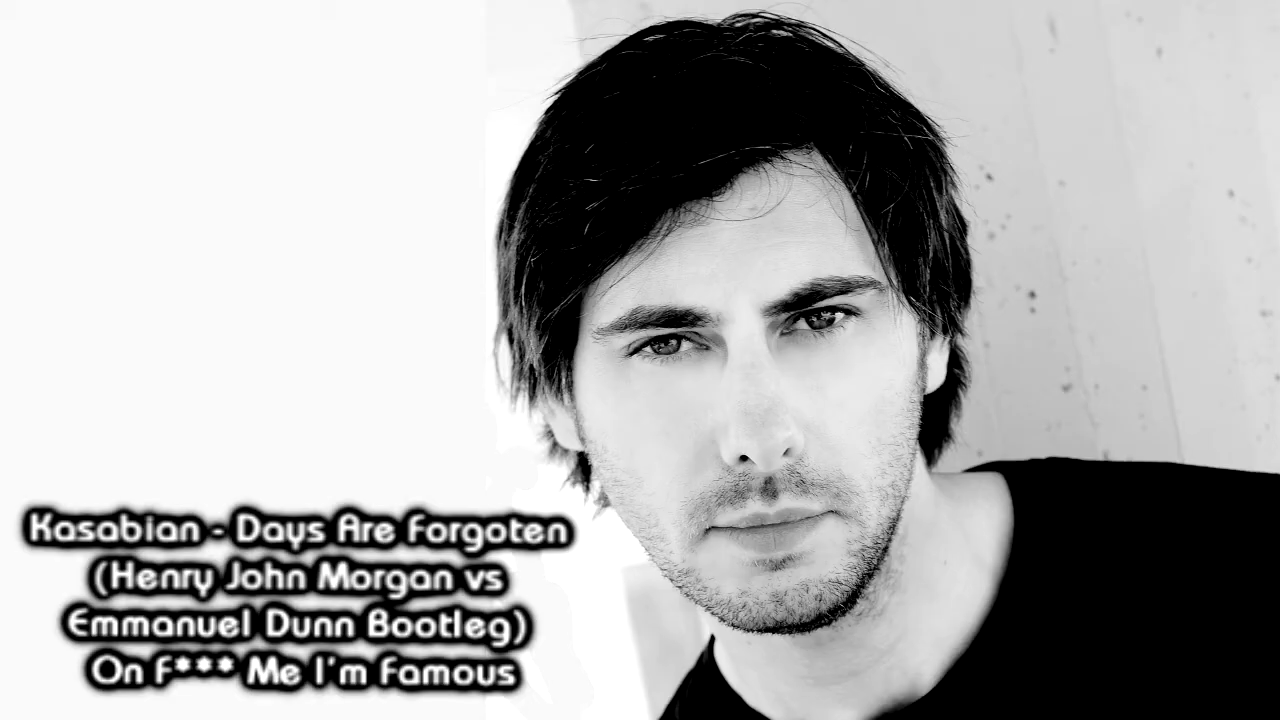 Kasabian - Days Are Forgoten
(Henry John Morgan vs
Emmanuel Dunn Bootleg)
On F*** Me I'm Famous